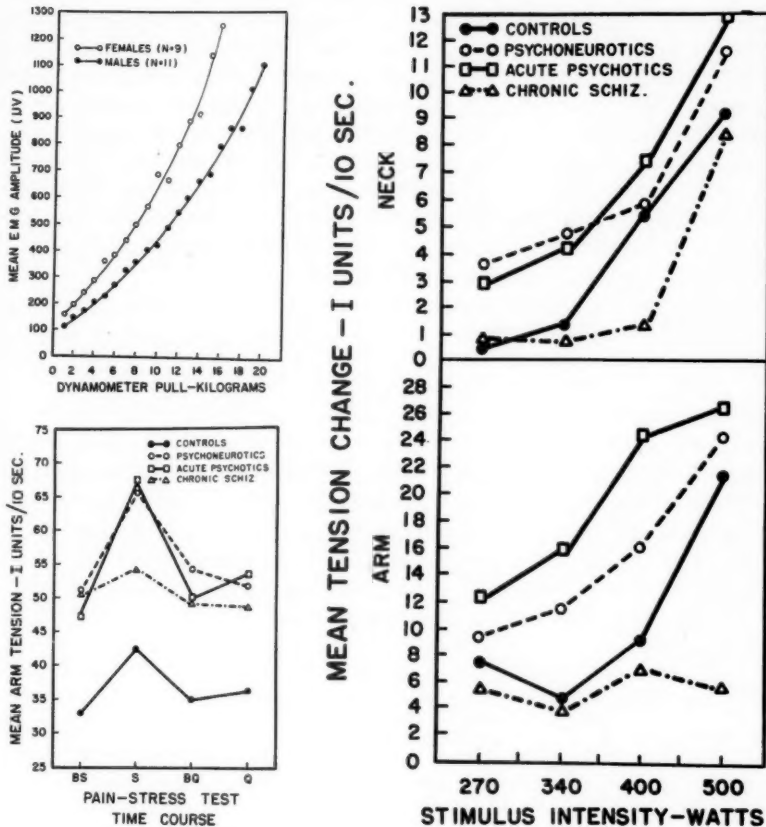 1300
1200
1100
1000
900
800
700
600
500
400
300
200
100
0
MEAN EMG AMPLITUDE (UV)
FEMALES (N=9)
MALES (N=11)
2 4 6 8 10 12 14 16 18 20
DYNAMOMETER PULL-KILOGRAMS
75
70
65
60
55
50
45
40
35
30
25
MEAN ARM TENSION-I UNITS/10 SEC.
CONTROLS
PSYCHONEUROTICS
ACUTE PSYCHOTICS
CHRONIC SCHIZ
BS S BQ Q
PAIN-STRESS TEST
TIME COURSE
MEAN TENSION CHANGE-I UNITS/10 SEC.
NECK
13
12
11
10
9
8
7
6
5
4
3
2
1
0
CONTROLS
PSYCHONEUROTICS
ACUTE PSYCHOTICS
CHRONIC SCHIZ.
ARM
28
26
24
22
20
18
16
14
12
10
8
6
4
2
0
270 340 400 500
STIMULUS INTENSITY-WATTS